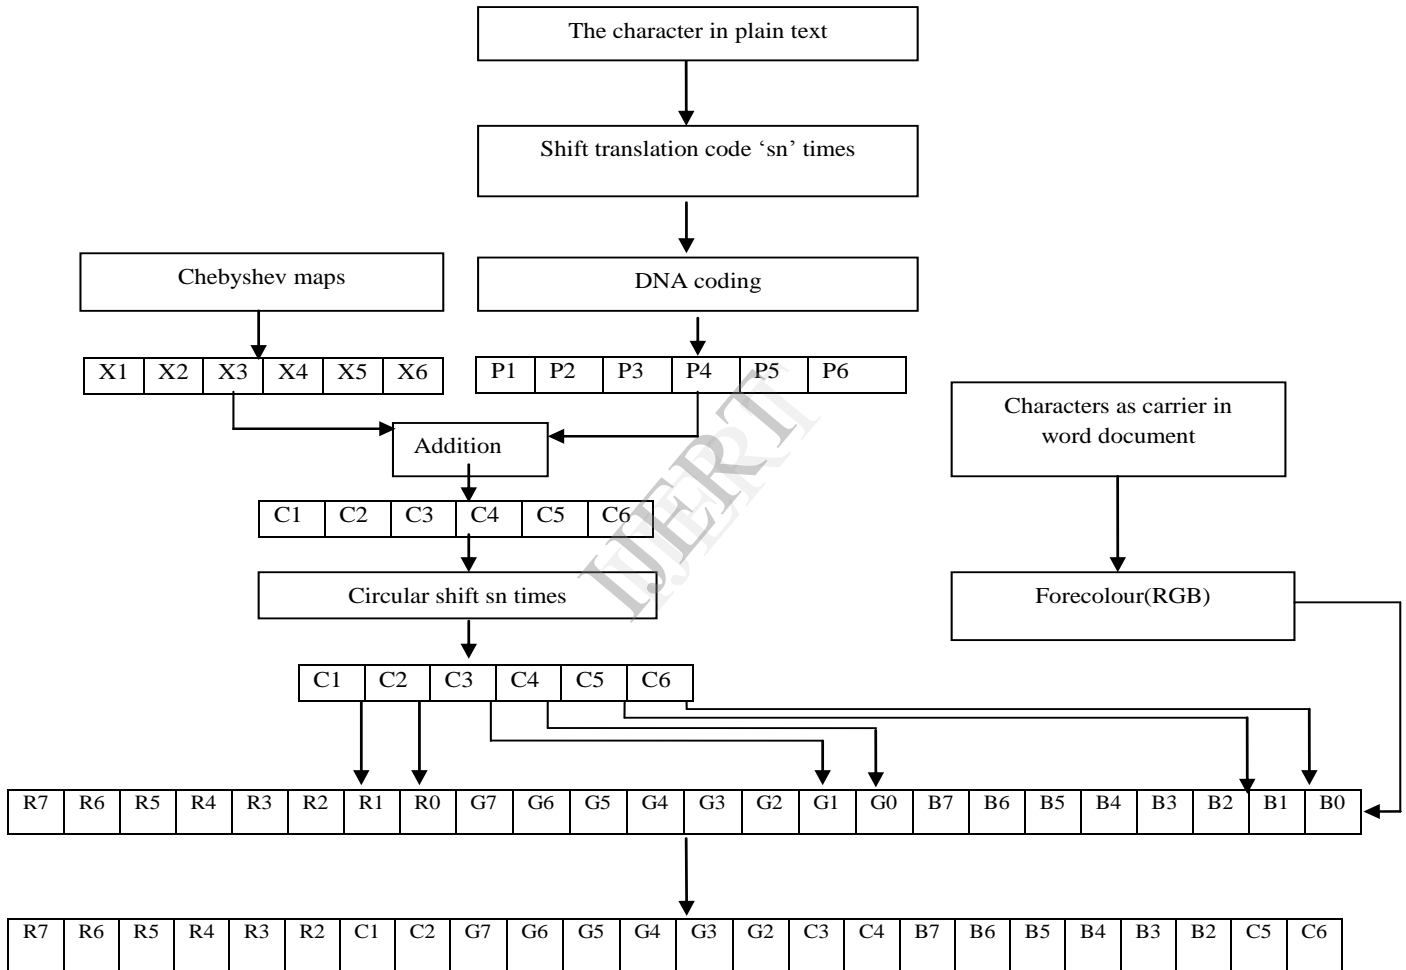 The character in plain text
Shift translation code ‘sn’ times
Chebyshev maps
DNA coding
X1 X2 X3 X4 X5 X6
P1 P2 P3 P4 P5 P6
Characters as carrier in
word document
Addition
IJERT
C1 C2 C3 C4 C5 C6
Circular shift sn times
Forecolour(RGB)
C1 C2 C3 C4 C5 C6
R7 R6 R5 R4 R3 R2 R1 R0 G7 G6 G5 G4 G3 G2 G1 G0 B7 B6 B5 B4 B3 B2 B1 B0
R7 R6 R5 R4 R3 R2 C1 C2 G7 G6 G5 G4 G3 G2 C3 C4 B7 B6 B5 B4 B3 B2 C5 C6